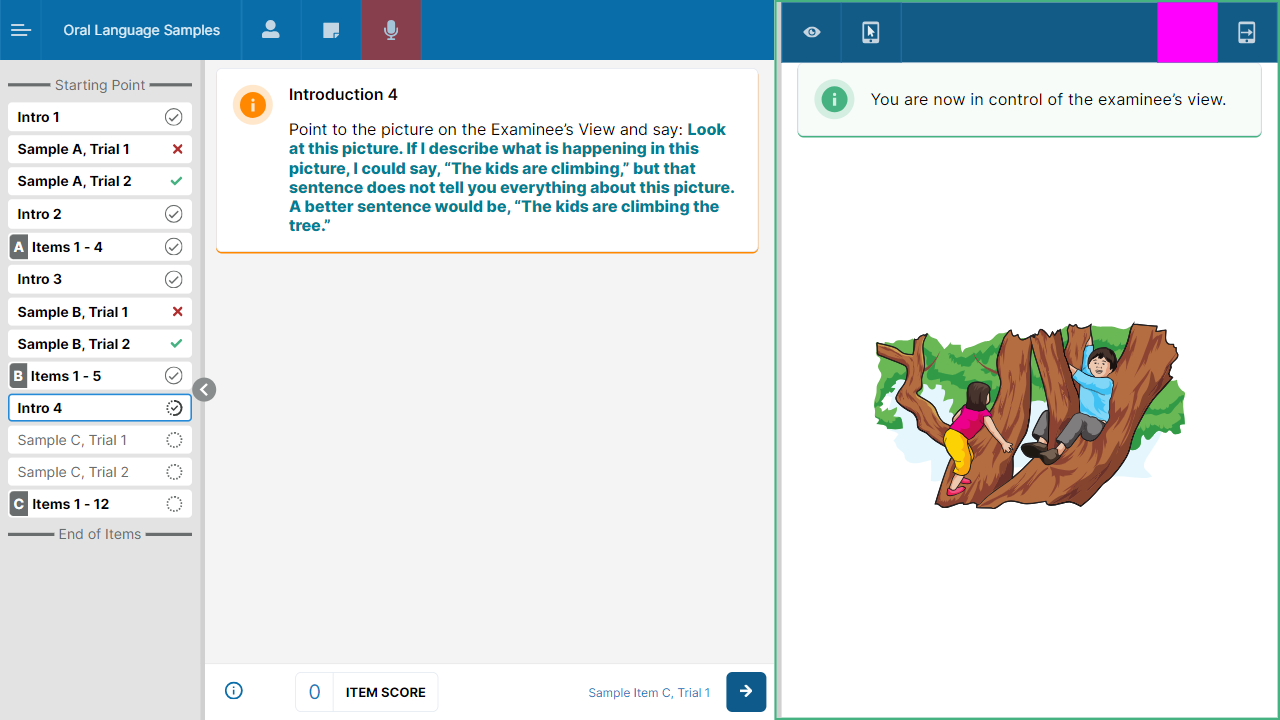 Oral Language Samples
Starting Point
Intro 1
Sample A, Trial 1
Sample A, Trial 2
Intro 2
A Items 1 - 4
Intro 3
Sample B, Trial 1
Sample B, Trial 2
B Items 1 - 5
Intro 4
Sample C, Trial 1
Sample C, Trial 2
C Items 1 - 12
End of Items
Introduction 4
Point to the picture on the Examinee’s View and say: Look
at this picture. If I describe what is happening in this
picture, I could say, “The kids are climbing,” but that
sentence does not tell you everything about this picture.
A better sentence would be, “The kids are climbing the
tree.”
0 ITEM SCORE
Sample Item C, Trial 1
You are now in control of the examinee’s view.